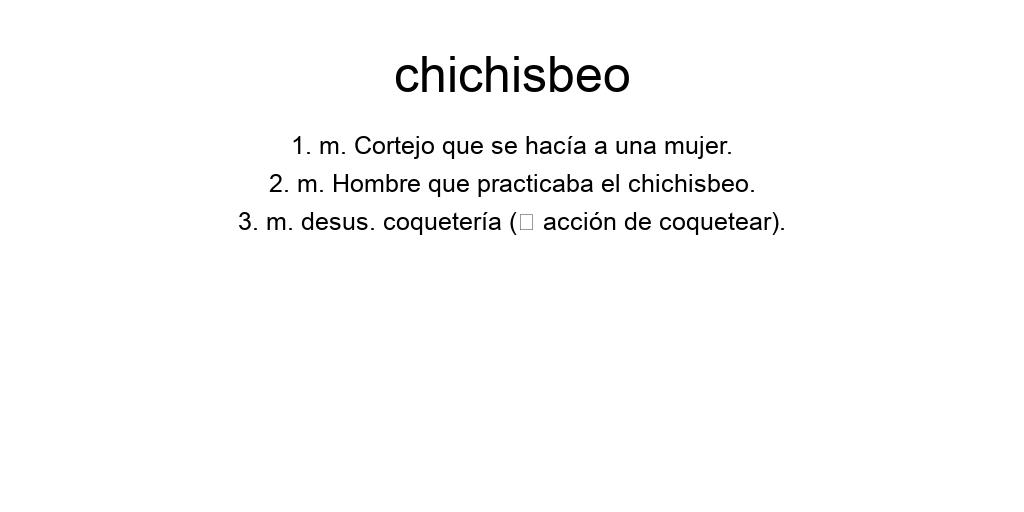 chichisbeo
1. m. Cortejo que se hacía a una mujer.
2. m. Hombre que practicaba el chichisbeo.
3. m. desus. coquetería (□ acción de coquetear).